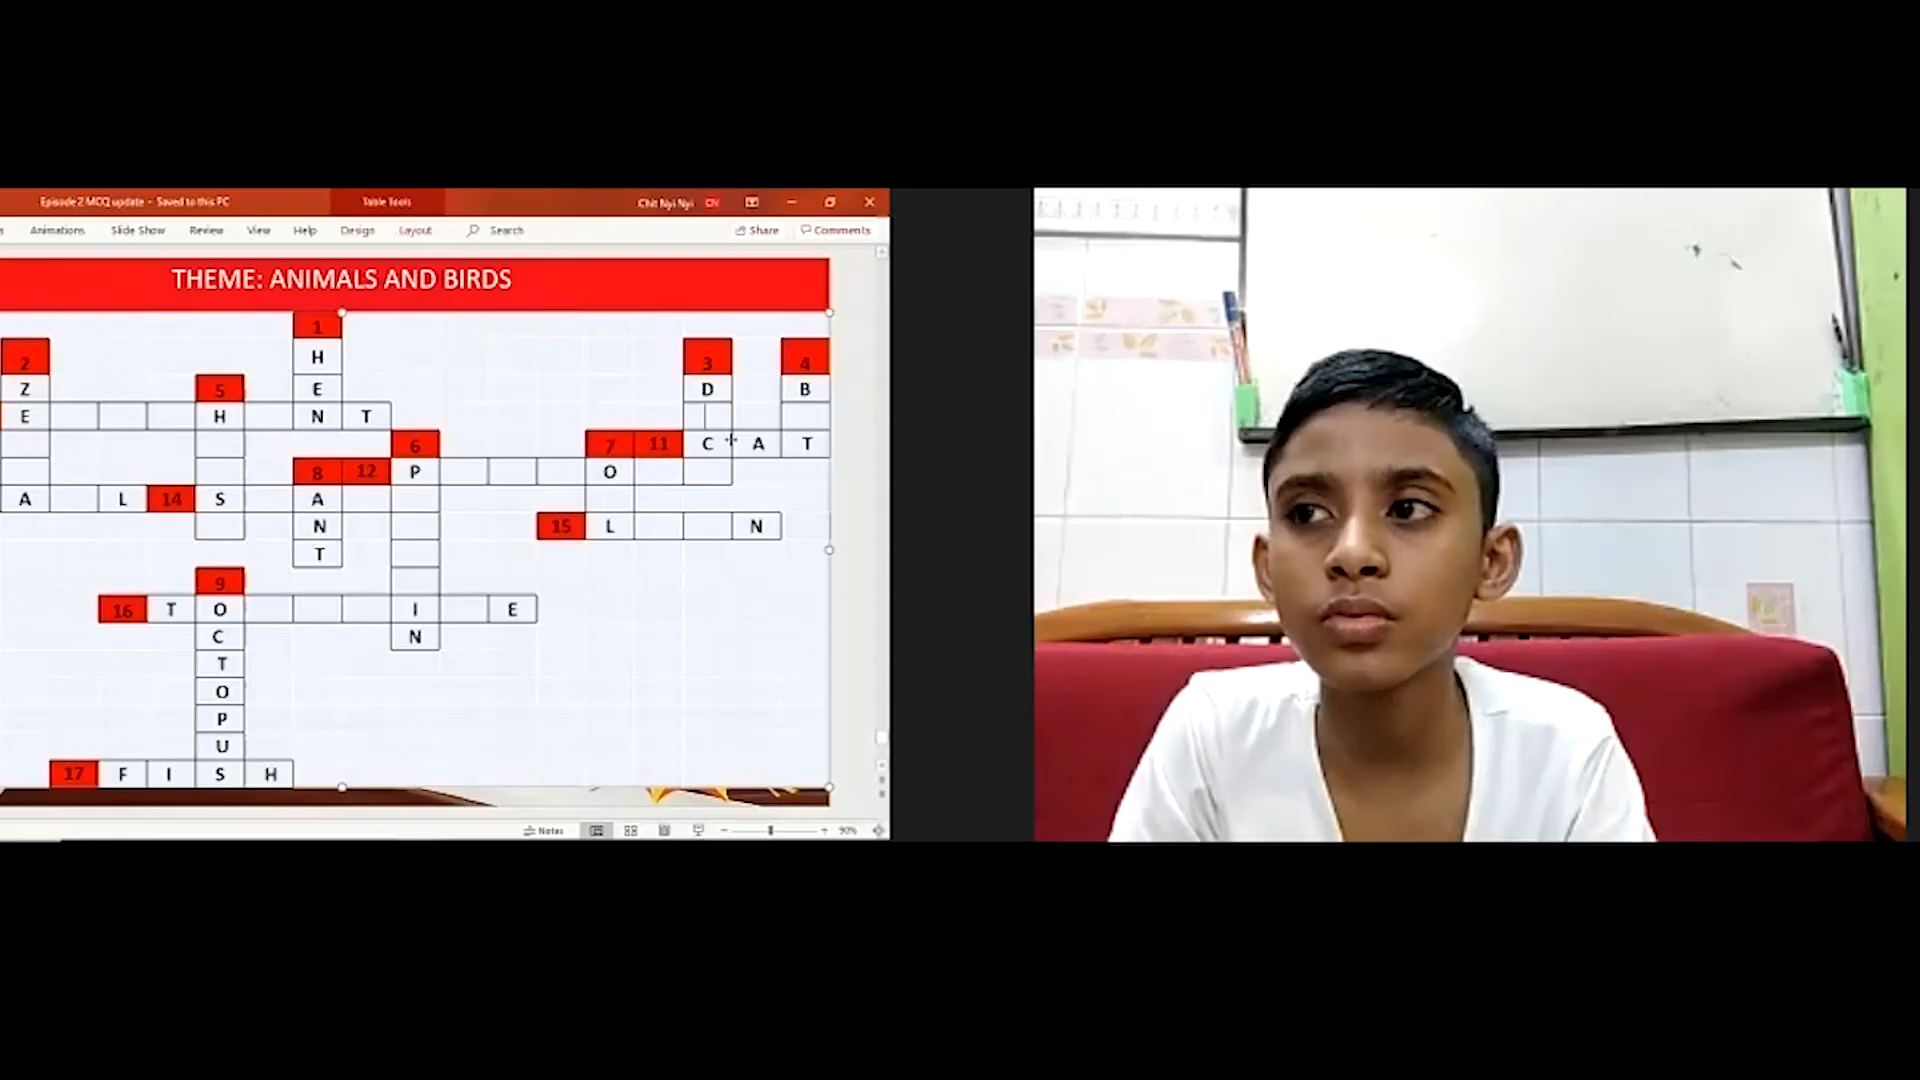 Episode 2 MCQ update - Saved to this PC
Table Tools
Chit Nyi Nyi CN
s Animations Slide Show Review View Help Design Layout Search Share Comments
THEME: ANIMALS AND BIRDS
1
2 H 3 4
Z 5 E D B
E H N T
6 7 11 C A T
8 12 P O
A L 14 S A
N 15 L N
T
9
16 T O I E
C N
T
O
P
U
17 F I S H
Notes 90%